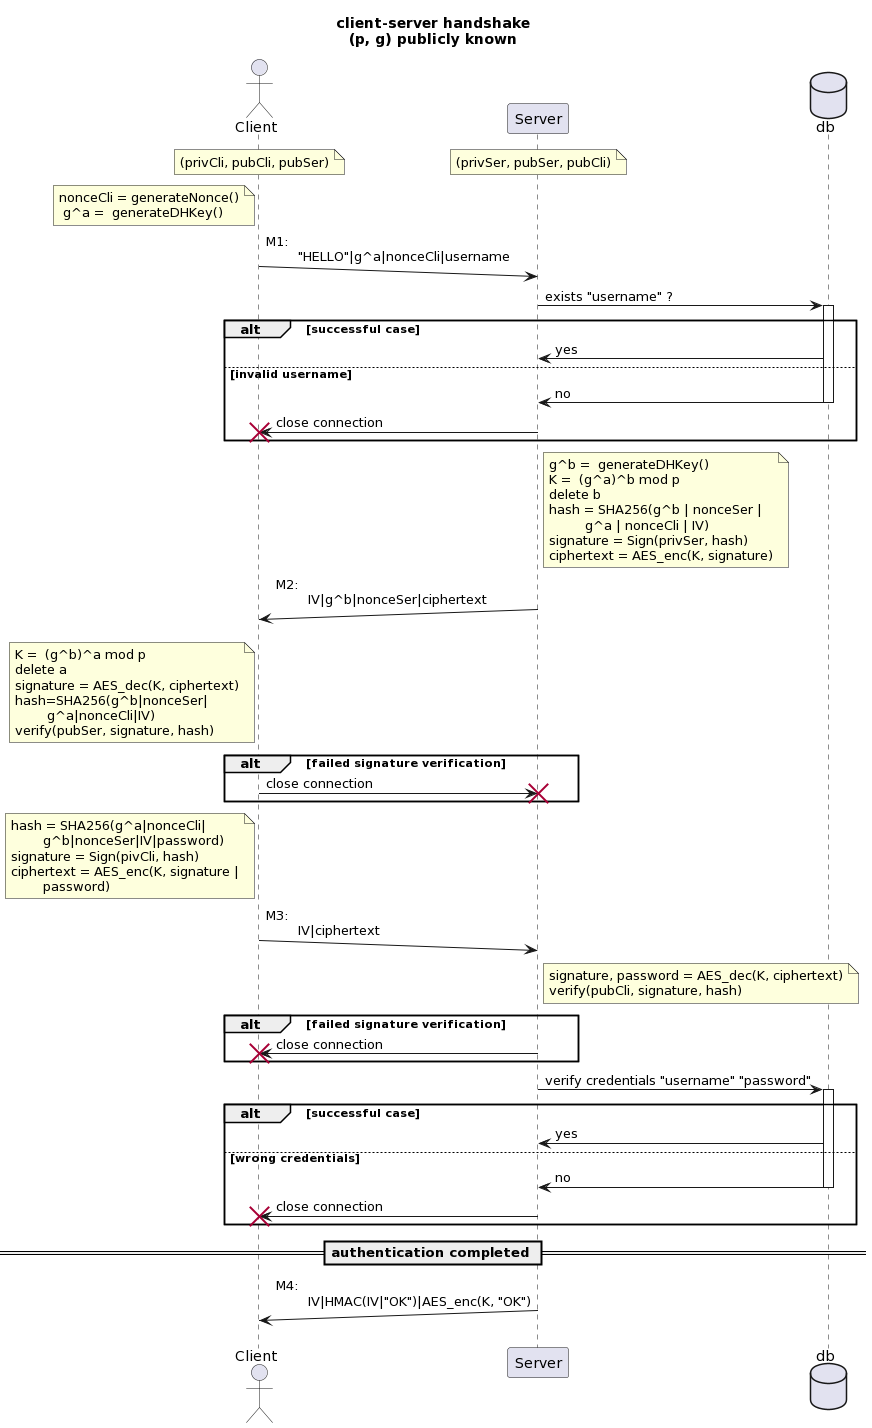 client-server handshake
(p, g) publicly known
Client
Server
db
(privCli, pubCli, pubSer)
(privSer, pubSer, pubCli)
nonceCli = generateNonce()
g^a =  generateDHKey()
M1:
"HELLO"|g^a|nonceCli|username
exists "username" ?
alt
[successful case]
yes
[invalid username]
no
close connection
g^b =  generateDHKey()
K =  (g^a)^b mod p
delete b
hash = SHA256(g^b | nonceSer |
g^a | nonceCli | IV)
signature = Sign(privSer, hash)
ciphertext = AES_enc(K, signature)
M2:
IV|g^b|nonceSer|ciphertext
K =  (g^b)^a mod p
delete a
signature = AES_dec(K, ciphertext)
hash=SHA256(g^b|nonceSer|
g^a|nonceCli|IV)
verify(pubSer, signature, hash)
alt
[failed signature verification]
close connection
hash = SHA256(g^a|nonceCli|
g^b|nonceSer|IV|password)
signature = Sign(pivCli, hash)
ciphertext = AES_enc(K, signature |
password)
M3:
IV|ciphertext
signature, password = AES_dec(K, ciphertext)
verify(pubCli, signature, hash)
alt
[failed signature verification]
close connection
verify credentials "username" "password"
alt
[successful case]
yes
[wrong credentials]
no
close connection
authentication completed
M4:
IV|HMAC(IV|"OK")|AES_enc(K, "OK")
Client
Server
db